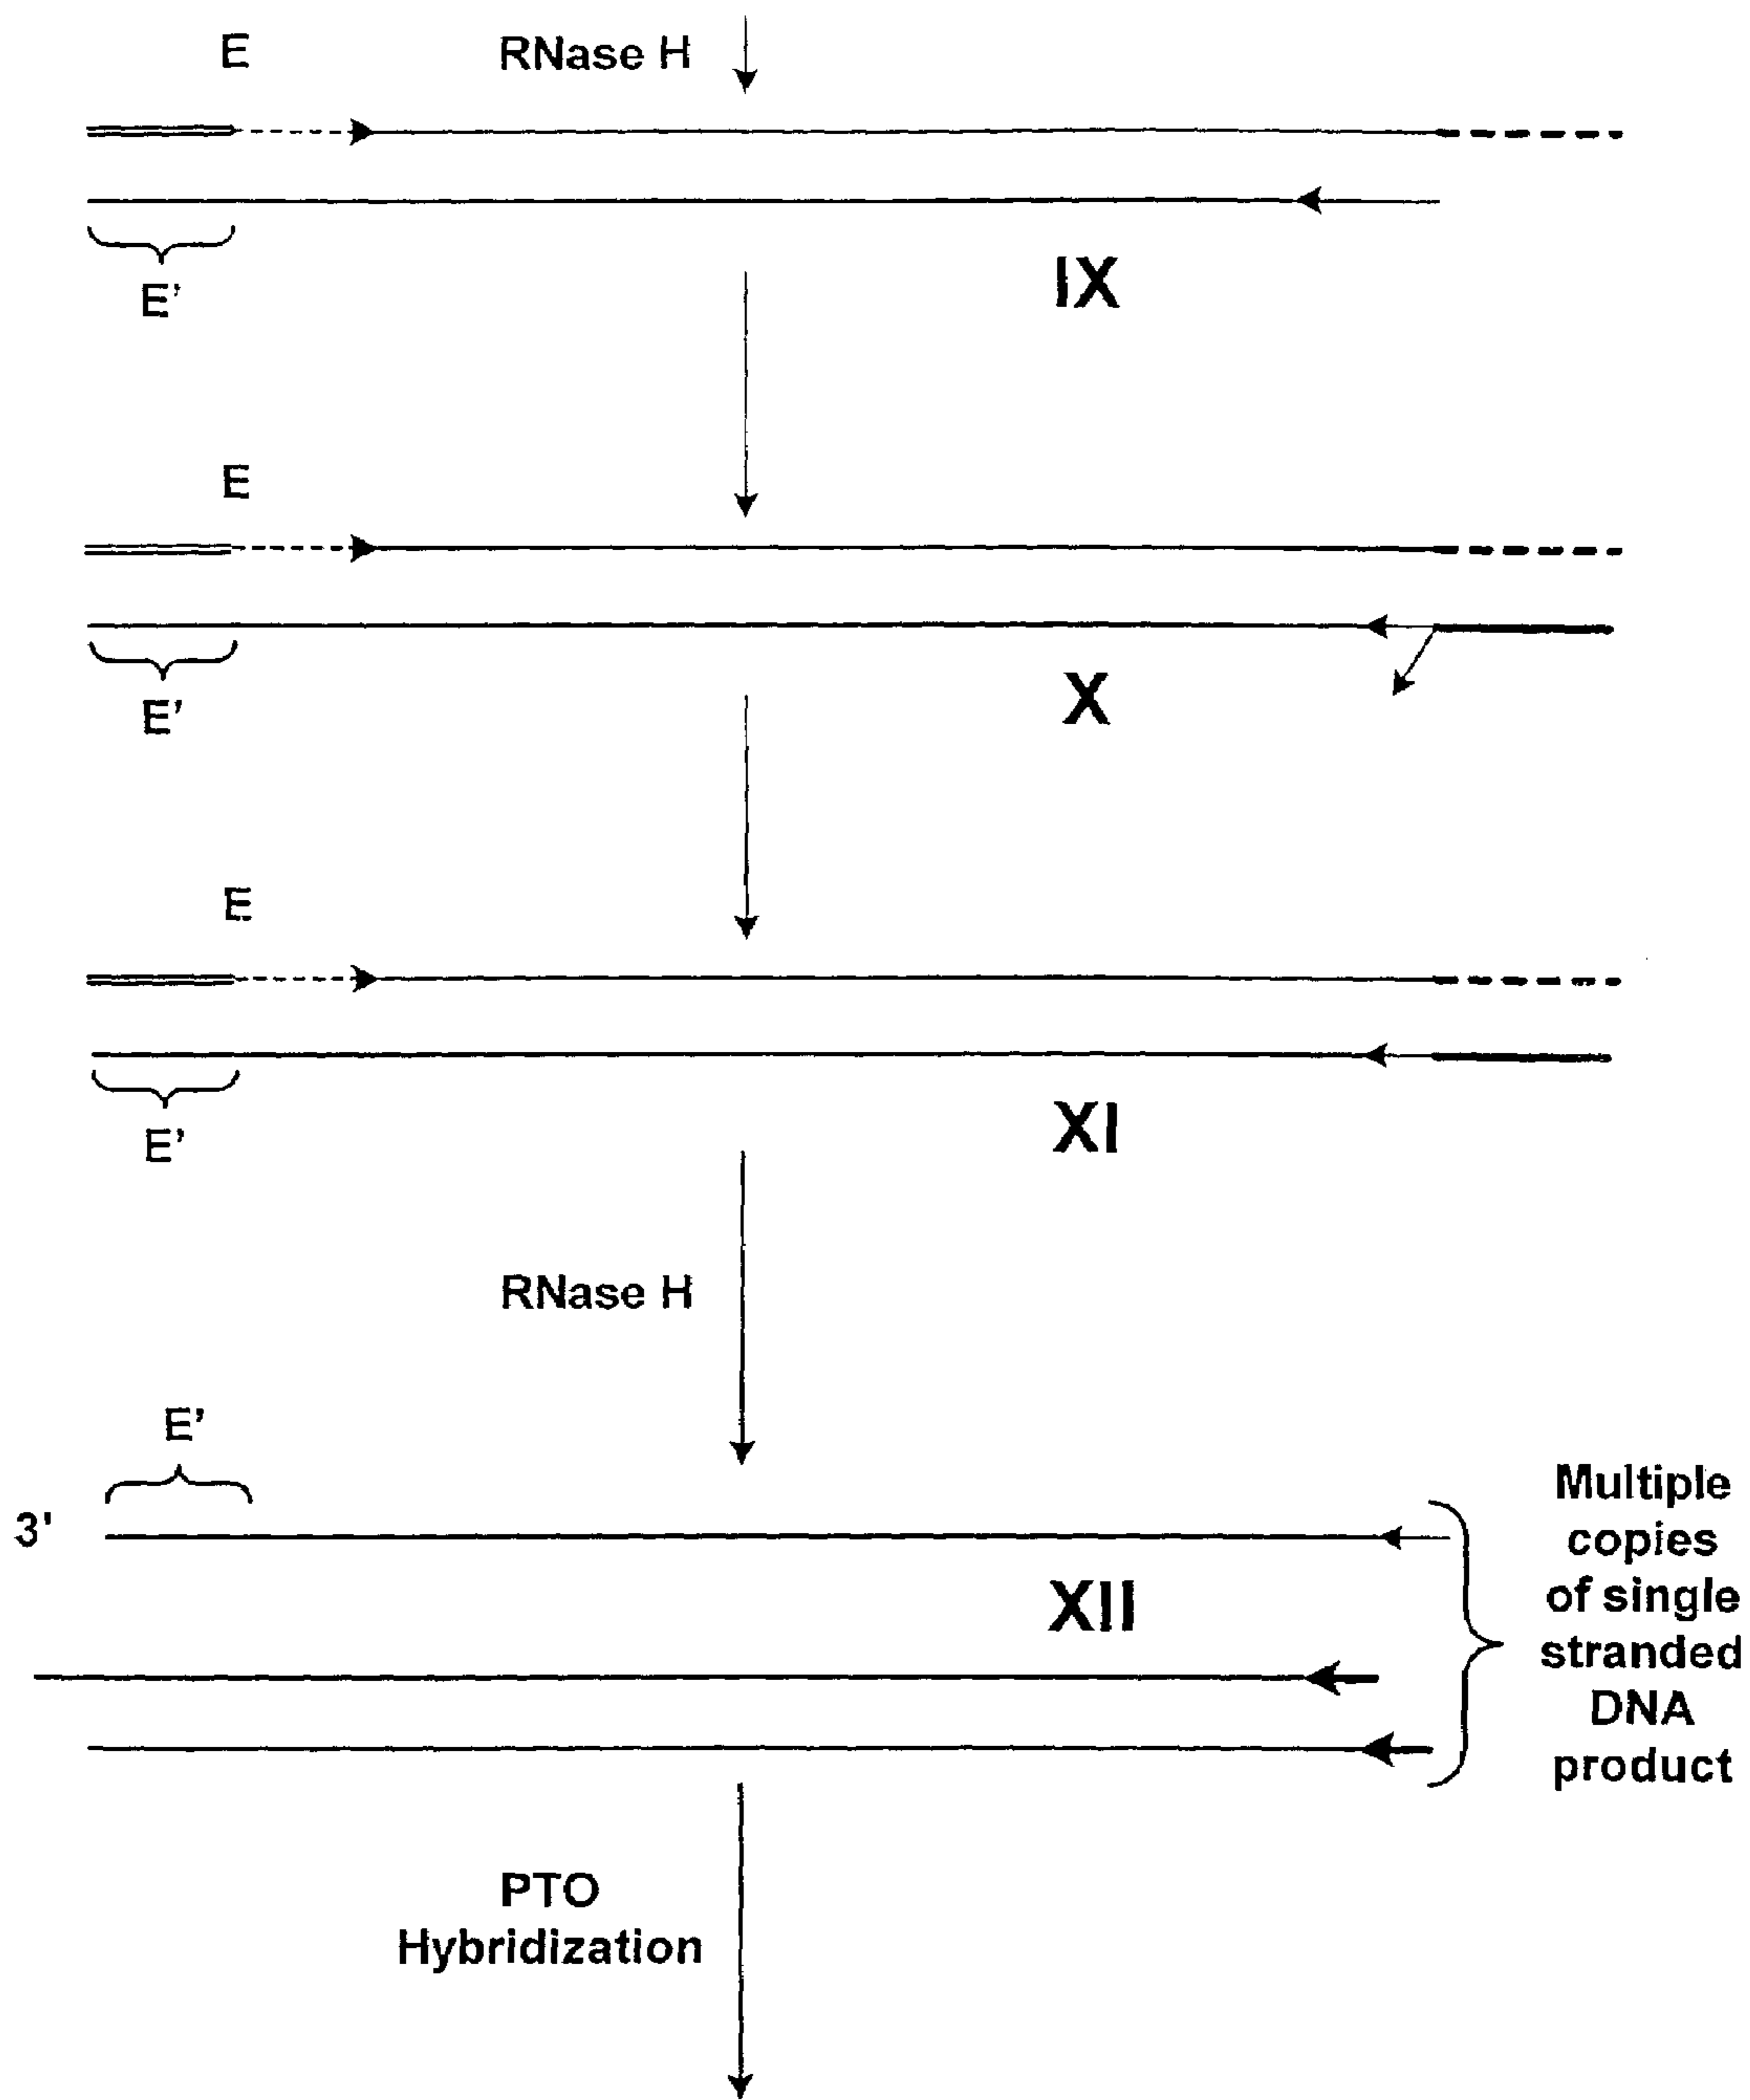 E
RNase H
E'
IX
E
E'
X
E
E'
XI
RNase H
E'
3'
XII
Multiple
copies
of single
stranded
DNA
product
PTO
Hybridization